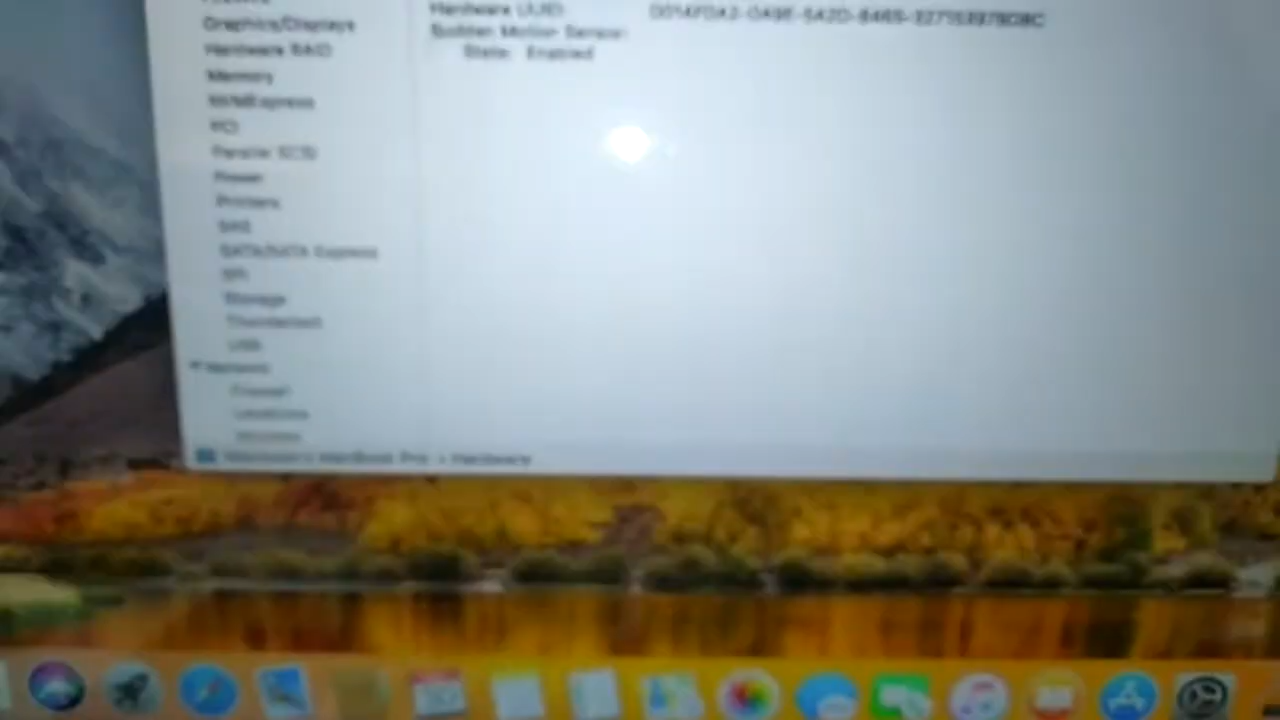 Graphics/Displays
Hardware UUID:
Hardware RAID
Sudden Motion Sensor:
State: Enabled
Memory
NVMExpress
PCI
Parallel SCSI
Power
Printers
SAS
SATA/SATA Express
SPI
Storage
Thunderbolt
USB
Network
Firewall
Locations
Volumes
MacBook Pro › Hardware